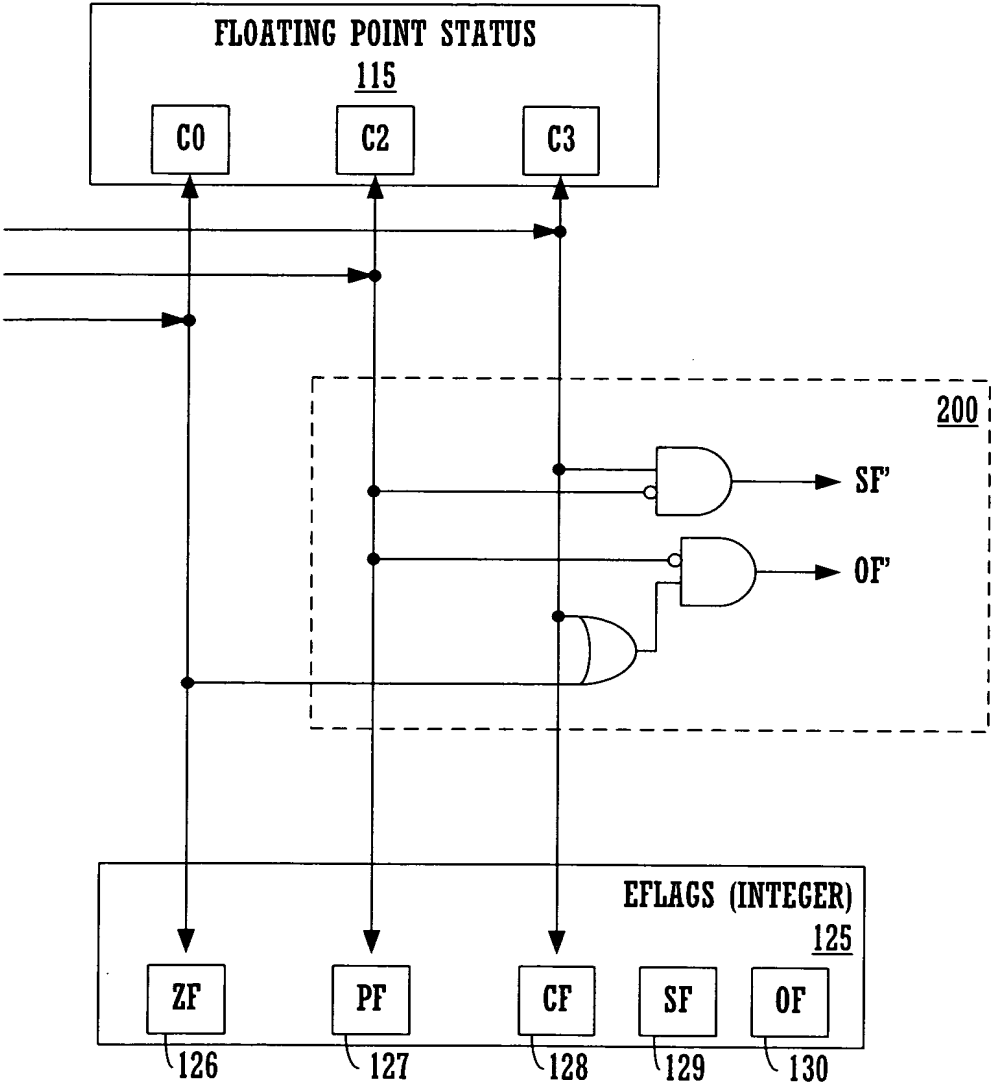 FLOATING POINT STATUS
115
C0 C2 C3
200
SF'
OF'
EFLAGS (INTEGER)
125
ZF PF CF SF OF
126 127 128 129 130